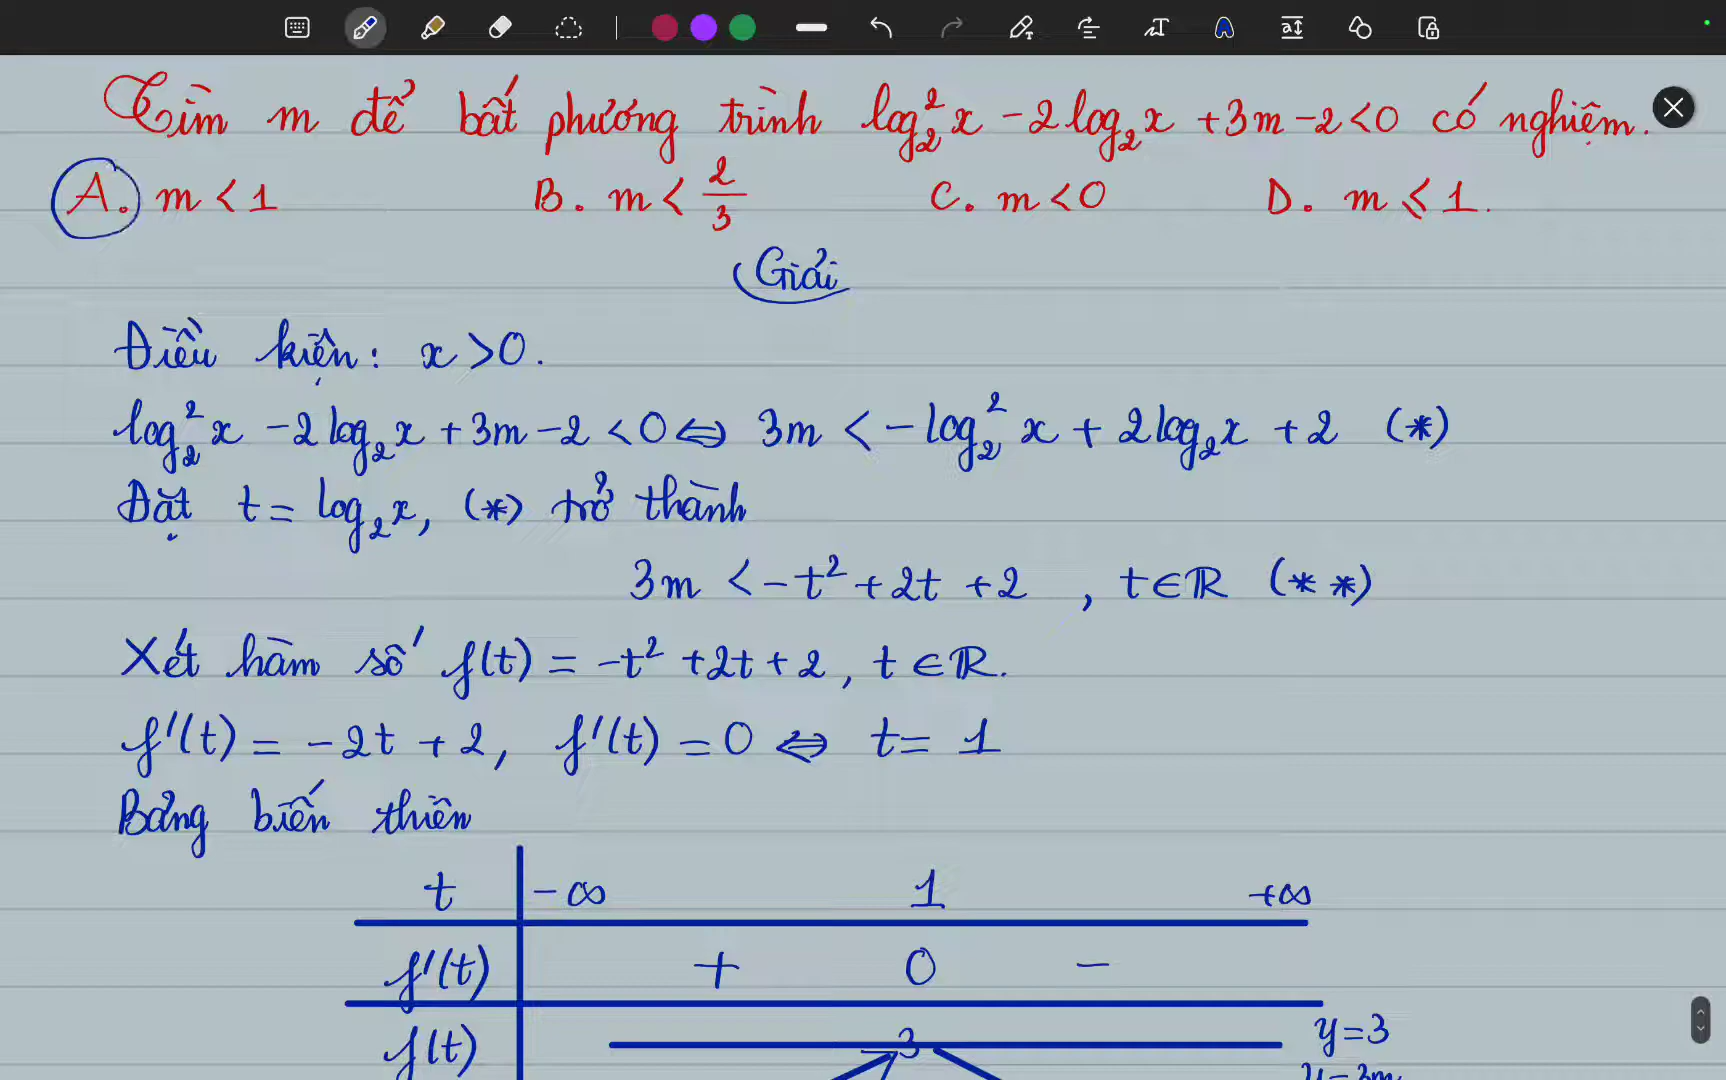 Tìm m để bất phương trình log₂²x - 2log₂x + 3m - 2 < 0 có nghiệm.
A. m < 1 B. m < 2/3 C. m < 0 D. m ⩽ 1.
Giải
Điều kiện: x > 0.
log₂²x - 2log₂x + 3m - 2 < 0 ⇔ 3m < -log₂²x + 2log₂x + 2 (*)
Đặt t = log₂x, (*) trở thành
3m < -t² + 2t + 2 , t ∈ ℝ (**)
Xét hàm số f(t) = -t² + 2t + 2, t ∈ ℝ.
f'(t) = -2t + 2, f'(t) = 0 ⇔ t = 1
Bảng biến thiên
t -∞ 1 +∞
f'(t) + 0 -
f(t) 3 y=3
y=3m